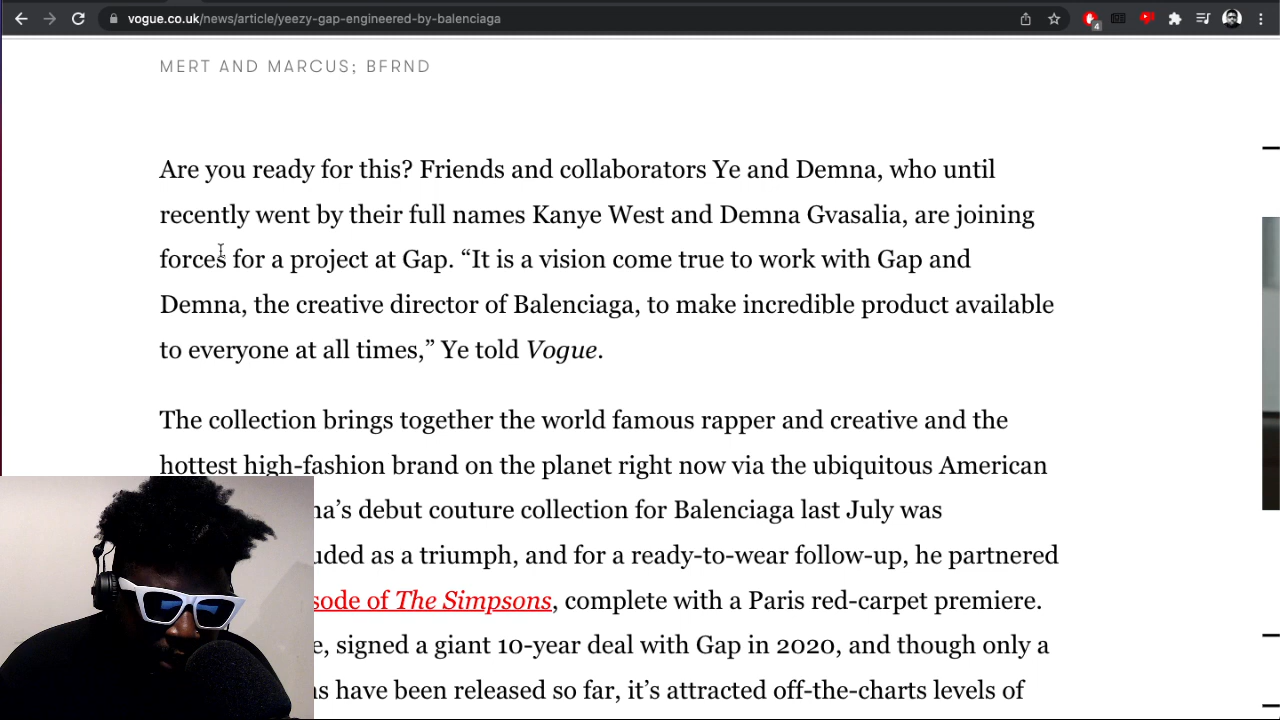 vogue.co.uk/news/article/yeezy-gap-engineered-by-balenciaga
4
MERT AND MARCUS; BFRND
Are you ready for this? Friends and collaborators Ye and Demna, who until
recently went by their full names Kanye West and Demna Gvasalia, are joining
forces for a project at Gap. “It is a vision come true to work with Gap and
Demna, the creative director of Balenciaga, to make incredible product available
to everyone at all times,” Ye told Vogue.
The collection brings together the world famous rapper and creative and the
hottest high-fashion brand on the planet right now via the ubiquitous American
na’s debut couture collection for Balenciaga last July was
uded as a triumph, and for a ready-to-wear follow-up, he partnered
sode of The Simpsons, complete with a Paris red-carpet premiere.
e, signed a giant 10-year deal with Gap in 2020, and though only a
s have been released so far, it’s attracted off-the-charts levels of